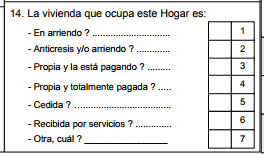 14. La vivienda que ocupa este Hogar es:
- En arriendo ? ................................ 1
- Anticresis y/o arriendo ? ............. 2
- Propia y la está pagando ? ......... 3
- Propia y totalmente pagada ? ..... 4
- Cedida ? ...................................... 5
- Recibida por servicios ? .............. 6
- Otra, cuál ? __________________ 7